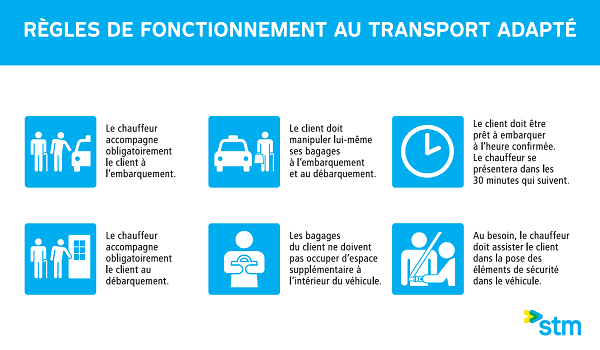 RÈGLES DE FONCTIONNEMENT AU TRANSPORT ADAPTÉ
Le chauffeur
accompagne
obligatoirement
le client à
l'embarquement.
Le client doit
manipuler lui-même
ses bagages
à l'embarquement
et au débarquement.
Le client doit être
prêt à embarquer
à l'heure confirmée.
Le chauffeur se
présentera dans les
30 minutes qui suivent.
Le chauffeur
accompagne
obligatoirement
le client au
débarquement.
Les bagages
du client ne doivent
pas occuper d'espace
supplémentaire à
l'intérieur du véhicule.
Au besoin, le chauffeur
doit assister le client
dans la pose des
éléments de sécurité
dans le véhicule.
stm